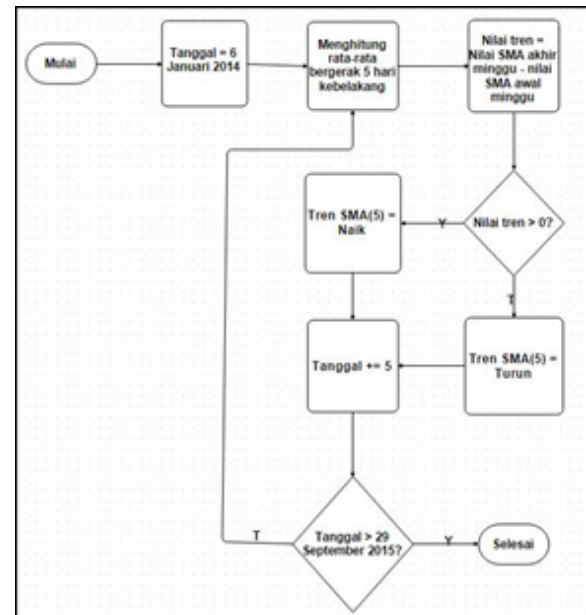 Mulai
Tanggal = 6
Januari 2014
Menghitung
rata-rata
bergerak 5 hari
kebelakang
Nilai tren =
Nilai SMA akhir
minggu - nilai
SMA awal
minggu
Nilai tren > 0?
Y
Tren SMA(5) =
Naik
T
Tren SMA(5) =
Turun
Tanggal += 5
Tanggal > 29
September 2015?
T
Y
Selesai